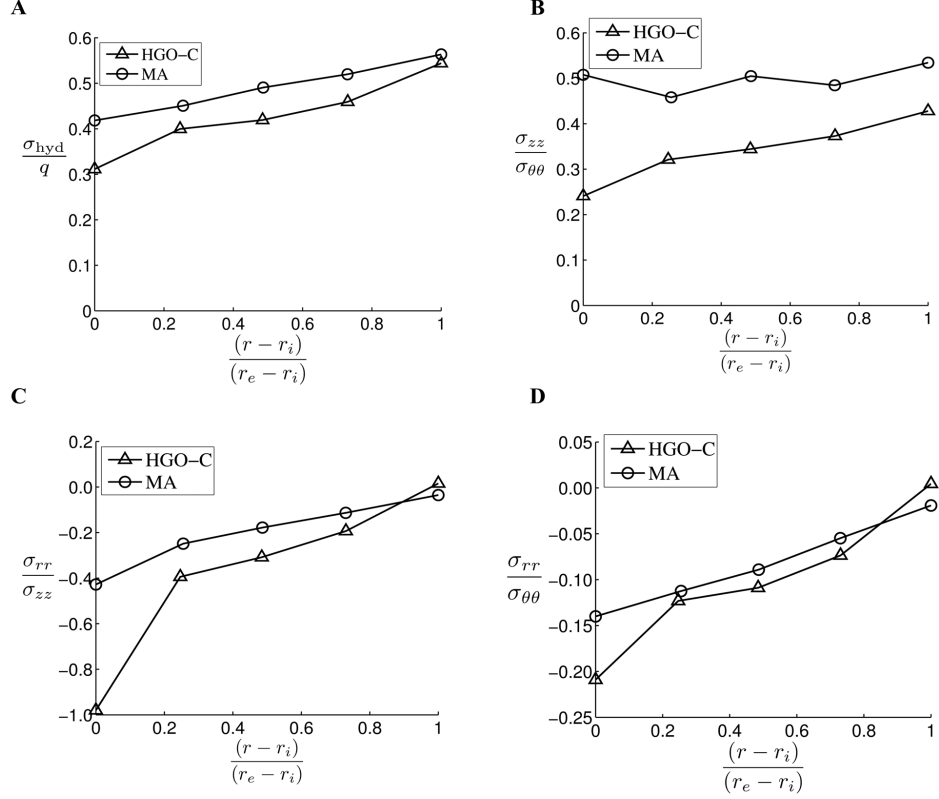 A
0.6
0.5
0.4
0.3
0.2
0.1
0
HGO–C
MA
σhyd
q
0
0.2
0.4
0.6
0.8
1
(r − ri)
(re − ri)
B
0.6
0.5
0.4
0.3
0.2
0.1
0
HGO–C
MA
σzz
σθθ
0
0.2
0.4
0.6
0.8
1
(r − ri)
(re − ri)
C
0.2
0.0
−0.2
−0.4
−0.6
−0.8
−1.0
HGO–C
MA
σrr
σzz
0
0.2
0.4
0.6
0.8
1
(r − ri)
(re − ri)
D
0.05
0.00
−0.05
−0.10
−0.15
−0.20
−0.25
HGO–C
MA
σrr
σθθ
0
0.2
0.4
0.6
0.8
1
(r − ri)
(re − ri)